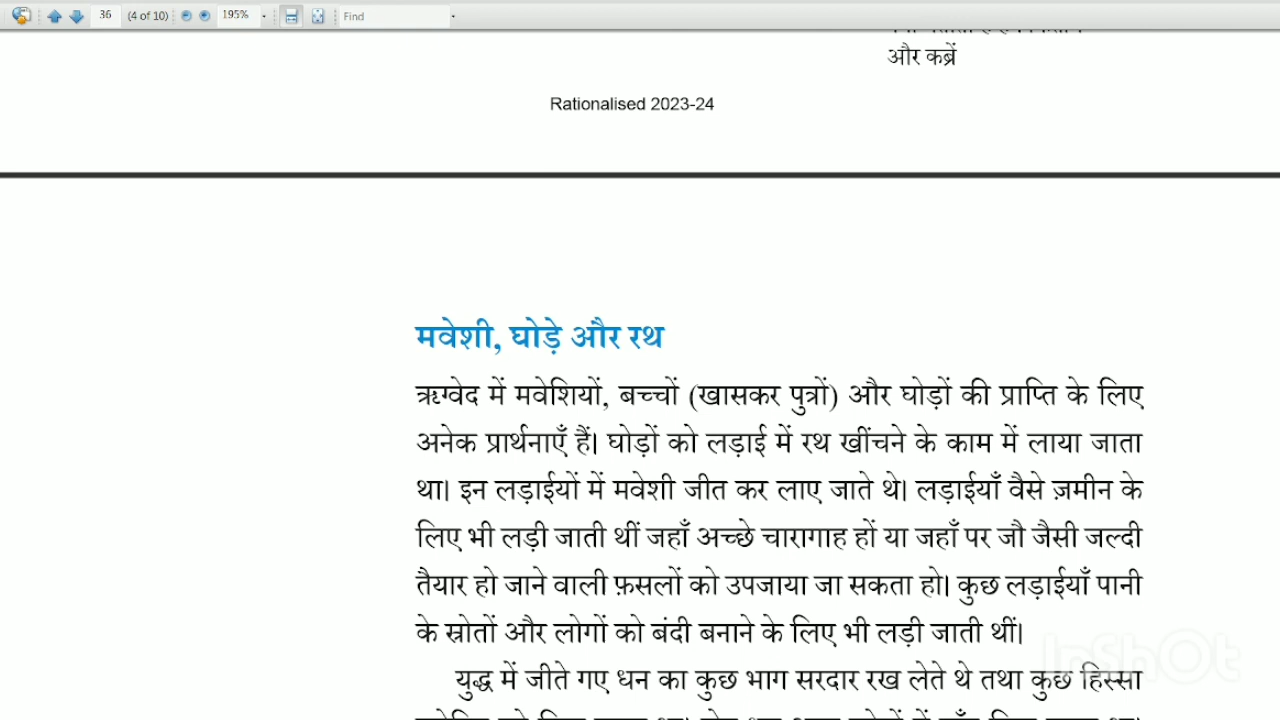 36 (4 of 10) 195% Find
और कब्रें
Rationalised 2023-24
मवेशी, घोड़े और रथ
ऋग्वेद में मवेशियों, बच्चों (खासकर पुत्रों) और घोड़ों की प्राप्ति के लिए
अनेक प्रार्थनाएँ हैं। घोड़ों को लड़ाई में रथ खींचने के काम में लाया जाता
था। इन लड़ाईयों में मवेशी जीत कर लाए जाते थे। लड़ाईयाँ वैसे ज़मीन के
लिए भी लड़ी जाती थीं जहाँ अच्छे चारागाह हों या जहाँ पर जौ जैसी जल्दी
तैयार हो जाने वाली फ़सलों को उपजाया जा सकता हो। कुछ लड़ाईयाँ पानी
के स्रोतों और लोगों को बंदी बनाने के लिए भी लड़ी जाती थीं।
InShOt
युद्ध में जीते गए धन का कुछ भाग सरदार रख लेते थे तथा कुछ हिस्सा